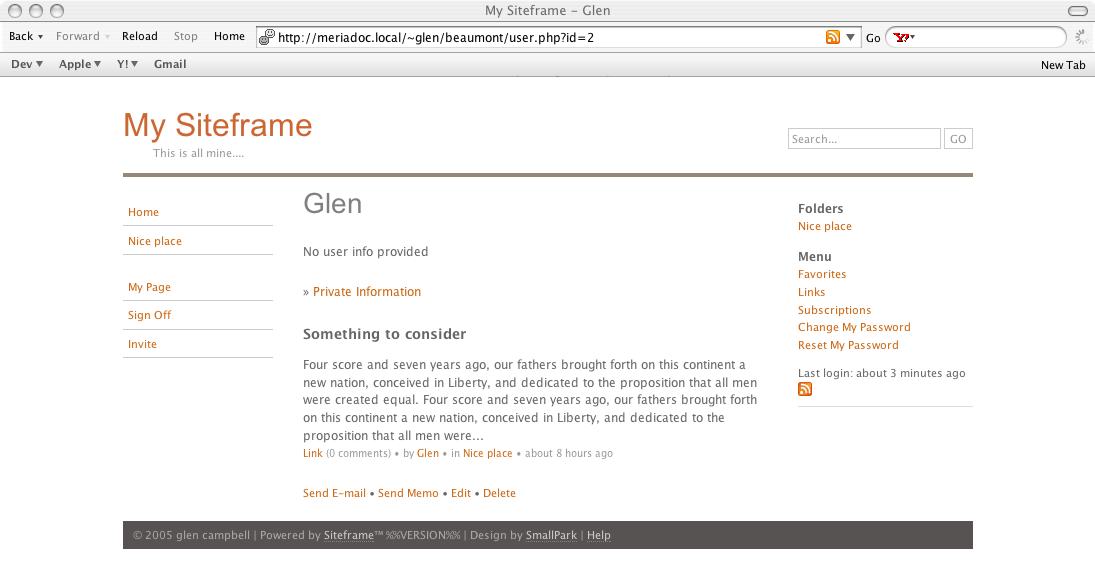 My Siteframe - Glen
Back Forward Reload Stop Home http://meriadoc.local/~glen/beaumont/user.php?id=2 Go Y!
Dev Apple Y! Gmail New Tab
My Siteframe
This is all mine....
Search... GO
Home
Nice place
My Page
Sign Off
Invite
Glen
No user info provided
» Private Information
Something to consider
Four score and seven years ago, our fathers brought forth on this continent a
new nation, conceived in Liberty, and dedicated to the proposition that all men
were created equal. Four score and seven years ago, our fathers brought forth
on this continent a new nation, conceived in Liberty, and dedicated to the
proposition that all men were...
Link (0 comments) • by Glen • in Nice place • about 8 hours ago
Send E-mail • Send Memo • Edit • Delete
Folders
Nice place
Menu
Favorites
Links
Subscriptions
Change My Password
Reset My Password
Last login: about 3 minutes ago
© 2005 glen campbell | Powered by Siteframe™ %%VERSION%% | Design by SmallPark | Help